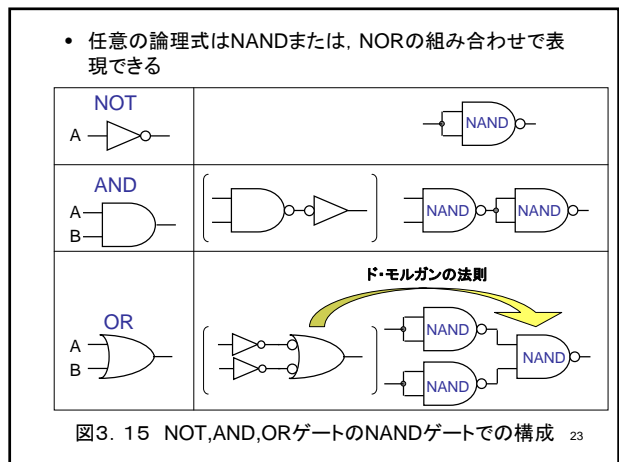 • 任意の論理式はNANDまたは，NORの組み合わせで表
現できる
NOT
A
NAND
AND
A
B
NAND NAND
ド・モルガンの法則
OR
A
B
NAND
NAND
NAND
図3．15 NOT,AND,ORゲートのNANDゲートでの構成 23